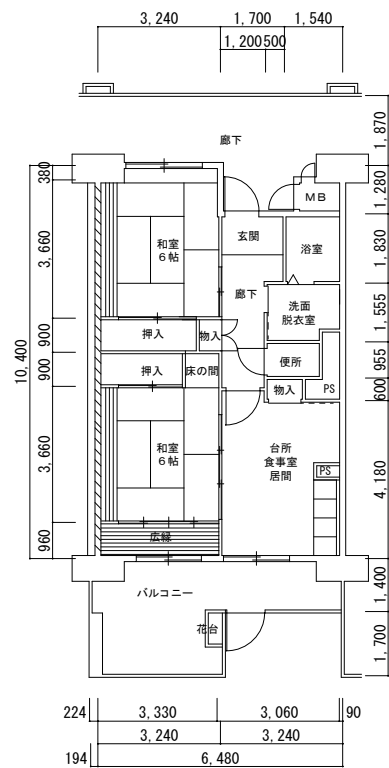 3,240
1,700
1,540
1,200
500
廊下
1,870
380
1,280
MB
和室
6帖
玄関
浴室
3,660
1,830
廊下
洗面
脱衣室
1,555
900
押入
物入
10,400
900
押入
床の間
便所
955
物入
PS
600
3,660
和室
6帖
台所
食事室
居間
PS
4,180
960
広縁
バルコニー
1,400
花台
1,700
224
3,330
3,060
90
3,240
3,240
194
6,480